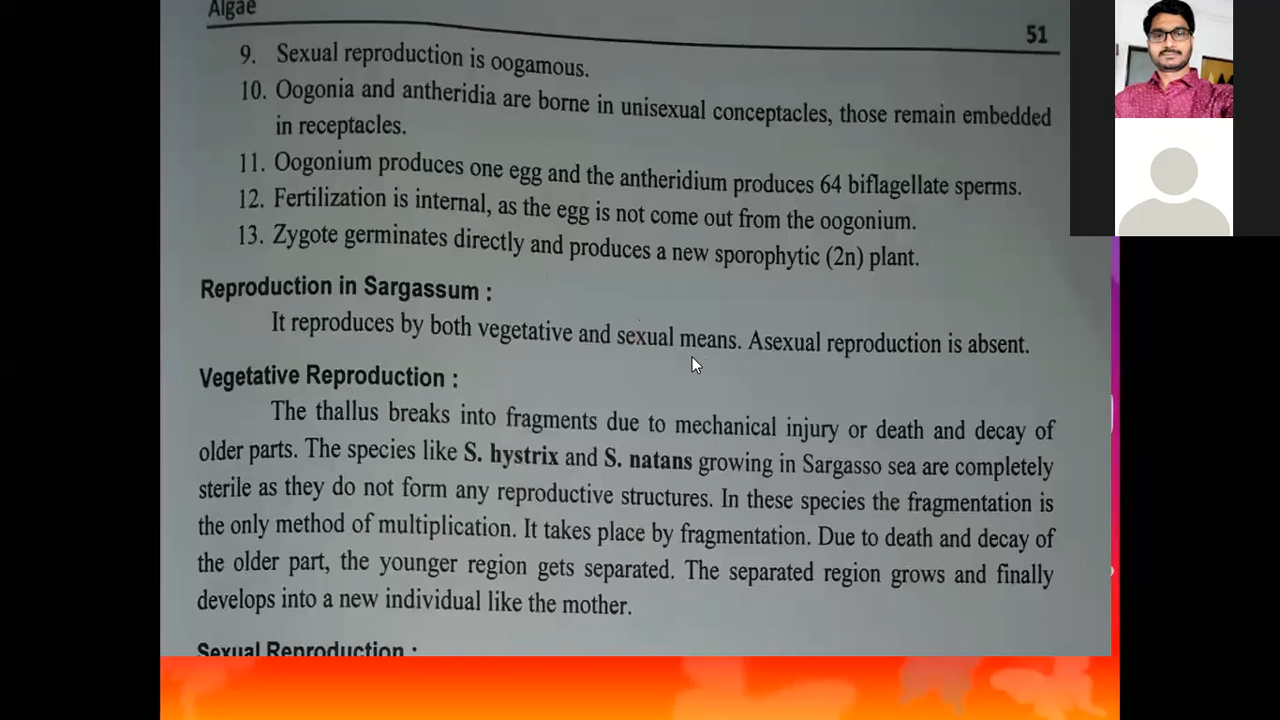 Algae
51
9. Sexual reproduction is oogamous.
10. Oogonia and antheridia are borne in unisexual conceptacles, those remain embedded
in receptacles.
11. Oogonium produces one egg and the antheridium produces 64 biflagellate sperms.
12. Fertilization is internal, as the egg is not come out from the oogonium.
13. Zygote germinates directly and produces a new sporophytic (2n) plant.
Reproduction in Sargassum :
It reproduces by both vegetative and sexual means. Asexual reproduction is absent.
Vegetative Reproduction :
The thallus breaks into fragments due to mechanical injury or death and decay of
older parts. The species like S. hystrix and S. natans growing in Sargasso sea are completely
sterile as they do not form any reproductive structures. In these species the fragmentation is
the only method of multiplication. It takes place by fragmentation. Due to death and decay of
the older part, the younger region gets separated. The separated region grows and finally
develops into a new individual like the mother.
Sexual Reproduction :